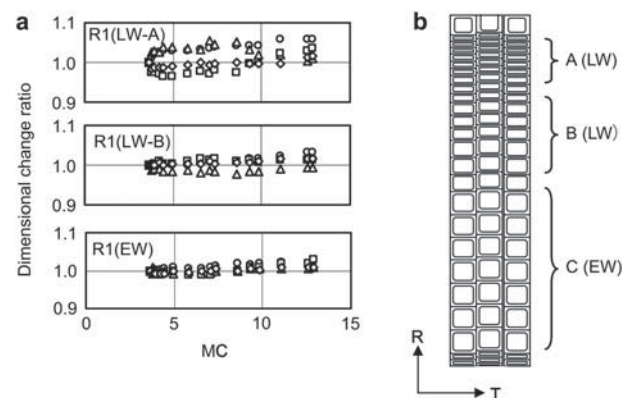 a
Dimensional change ratio
R1(LW-A)
1.1
1.0
0.9
R1(LW-B)
1.1
1.0
0.9
R1(EW)
1.1
1.0
0.9
0 5 10 15
MC
b
A (LW)
B (LW)
C (EW)
R
T